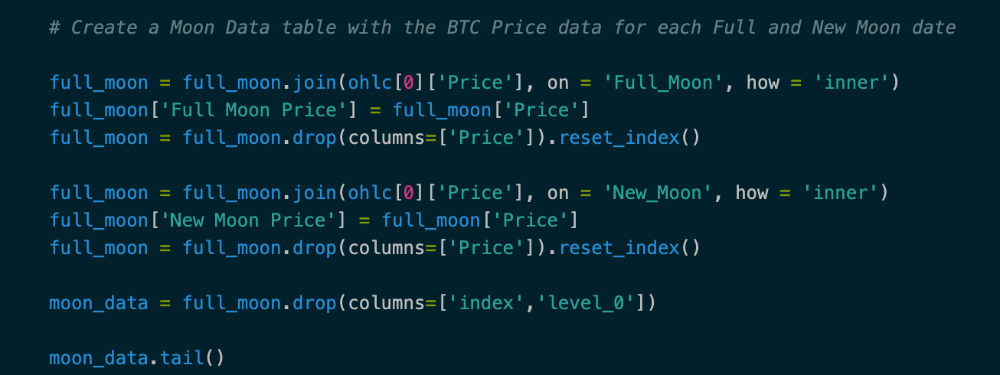 # Create a Moon Data table with the BTC Price data for each Full and New Moon date
full_moon = full_moon.join(ohlc[0]['Price'], on = 'Full_Moon', how = 'inner')
full_moon['Full Moon Price'] = full_moon['Price']
full_moon = full_moon.drop(columns=['Price']).reset_index()
full_moon = full_moon.join(ohlc[0]['Price'], on = 'New_Moon', how = 'inner')
full_moon['New Moon Price'] = full_moon['Price']
full_moon = full_moon.drop(columns=['Price']).reset_index()
moon_data = full_moon.drop(columns=['index','level_0'])
moon_data.tail()